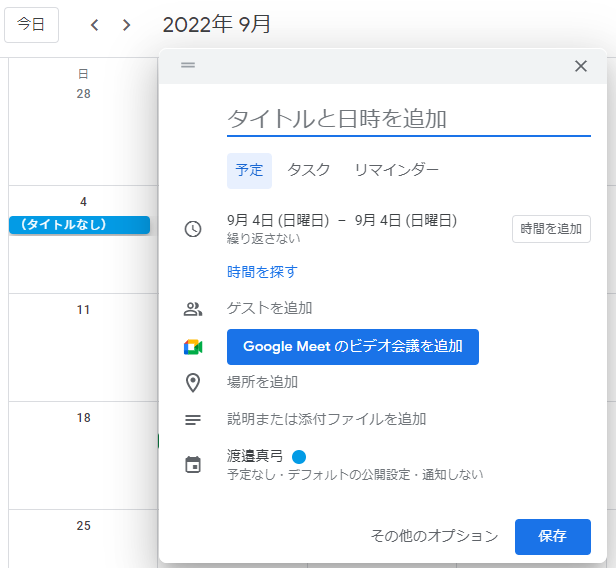 今日 2022年 9月
日
28
4
（タイトルなし）
11
18
25
タイトルと日時を追加
予定 タスク リマインダー
9月 4日 (日曜日) – 9月 4日 (日曜日) 時間を追加
繰り返さない
時間を探す
ゲストを追加
Google Meet のビデオ会議を追加
場所を追加
説明または添付ファイルを追加
渡邉真弓
予定なし・デフォルトの公開設定・通知しない
その他のオプション 保存